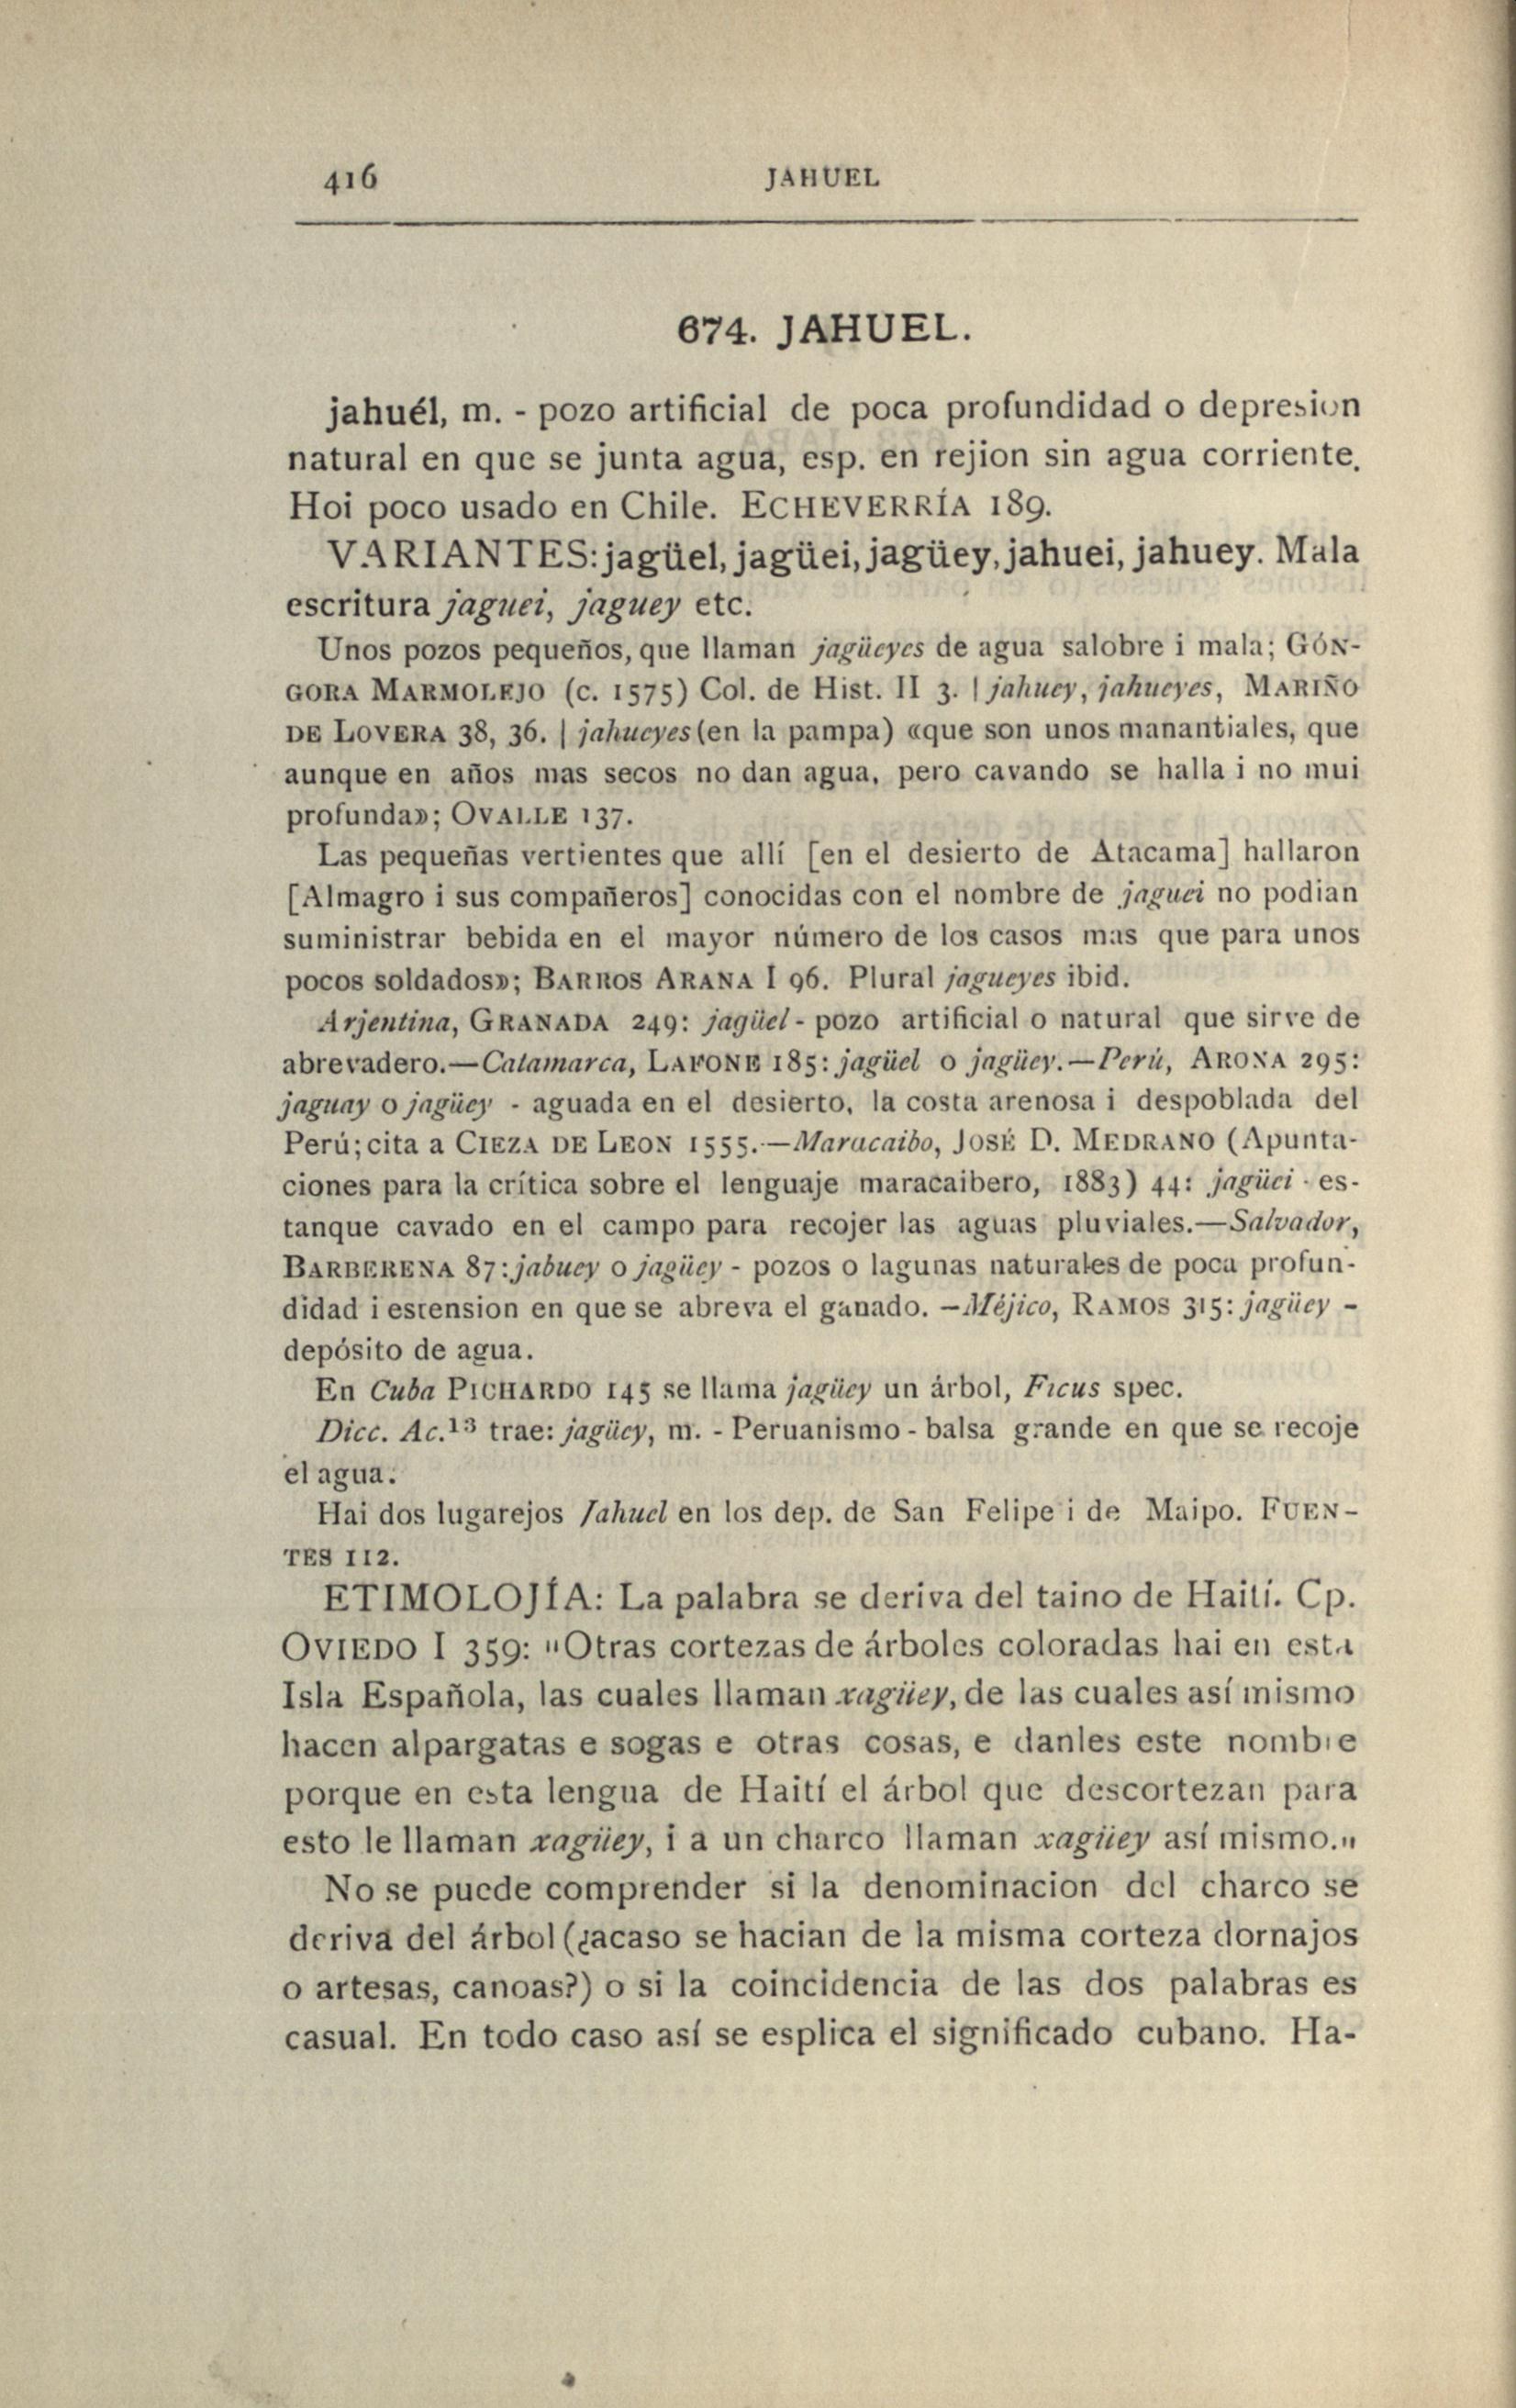 416 JAHUEL
674. JAHUEL.
jahuél, m. - pozo artificial de poca profundidad o depresion
natural en que se junta agua, esp. en rejion sin agua corriente.
Hoi poco usado en Chile. ECHEVERRÍA 189.
VARIANTES: jagüel, jagüei, jagüey, jahuei, jahuey. Mala
escritura jaguei, jaguey etc.
Unos pozos pequeños, que llaman jagüeyes de agua salobre i mala; GÓN-
GORA MARMOLEJO (c. 1575) Col. de Hist. II 3. | jahuey, jahueyes, MARIÑO
DE LOVERA 38, 36. | jahueyes (en la pampa) «que son unos manantiales, que
aunque en años mas secos no dan agua, pero cavando se halla i no mui
profunda»; OVALLE 137.
Las pequeñas vertientes que allí [en el desierto de Atacama] hallaron
[Almagro i sus compañeros] conocidas con el nombre de jaguei no podian
suministrar bebida en el mayor número de los casos mas que para unos
pocos soldados»; BARROS ARANA I 96. Plural jagueyes ibid.
Arjentina, GRANADA 249: jagüel - pozo artificial o natural que sirve de
abrevadero.—Catamarca, LAFONE 185: jagüel o jagüey.—Perú, ARONA 295:
jaguay o jagüey - aguada en el desierto, la costa arenosa i despoblada del
Perú; cita a CIEZA DE LEON 1555.—Maracaibo, JOSÉ D. MEDRANO (Apunta-
ciones para la crítica sobre el lenguaje maracaibero, 1883) 44: jagüei - es-
tanque cavado en el campo para recojer las aguas pluviales.—Salvador,
BARBERENA 87: jabuey o jagüey - pozos o lagunas naturales de poca profun-
didad i estension en que se abreva el ganado. —Méjico, RAMOS 315: jagüey -
depósito de agua.
En Cuba PICHARDO 145 se llama jagüey un árbol, Ficus spec.
Dicc. Ac.13 trae: jagüey, m. - Peruanismo - balsa grande en que se recoje
el agua.
Hai dos lugarejos Jahuel en los dep. de San Felipe i de Maipo. FUEN-
TES 112.
ETIMOLOJÍA: La palabra se deriva del taino de Haití. Cp.
OVIEDO I 359: "Otras cortezas de árboles coloradas hai en esta
Isla Española, las cuales llaman xagüey, de las cuales así mismo
hacen alpargatas e sogas e otras cosas, e danles este nombre
porque en esta lengua de Haití el árbol que descortezan para
esto le llaman xagüey, i a un charco llaman xagüey así mismo."
No se puede comprender si la denominacion del charco se
deriva del árbol (¿acaso se hacian de la misma corteza dornajos
o artesas, canoas?) o si la coincidencia de las dos palabras es
casual. En todo caso así se esplica el significado cubano. Ha-